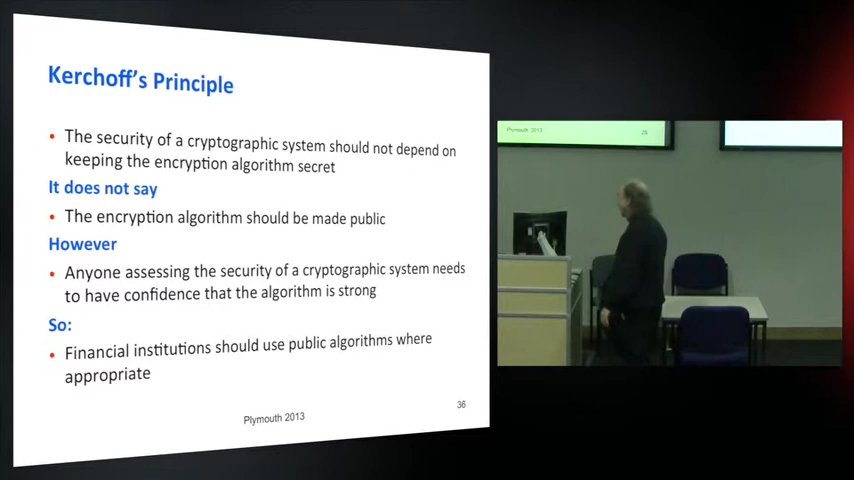 Kerchoff's Principle
• The security of a cryptographic system should not depend on
keeping the encryption algorithm secret
It does not say
• The encryption algorithm should be made public
However
• Anyone assessing the security of a cryptographic system needs
to have confidence that the algorithm is strong
So:
• Financial institutions should use public algorithms where
appropriate
Plymouth 2013
36
Plymouth 2013
26